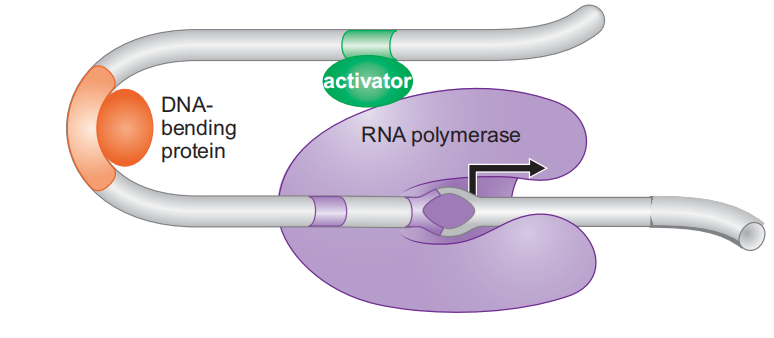 activator
DNA-
bending
protein
RNA polymerase